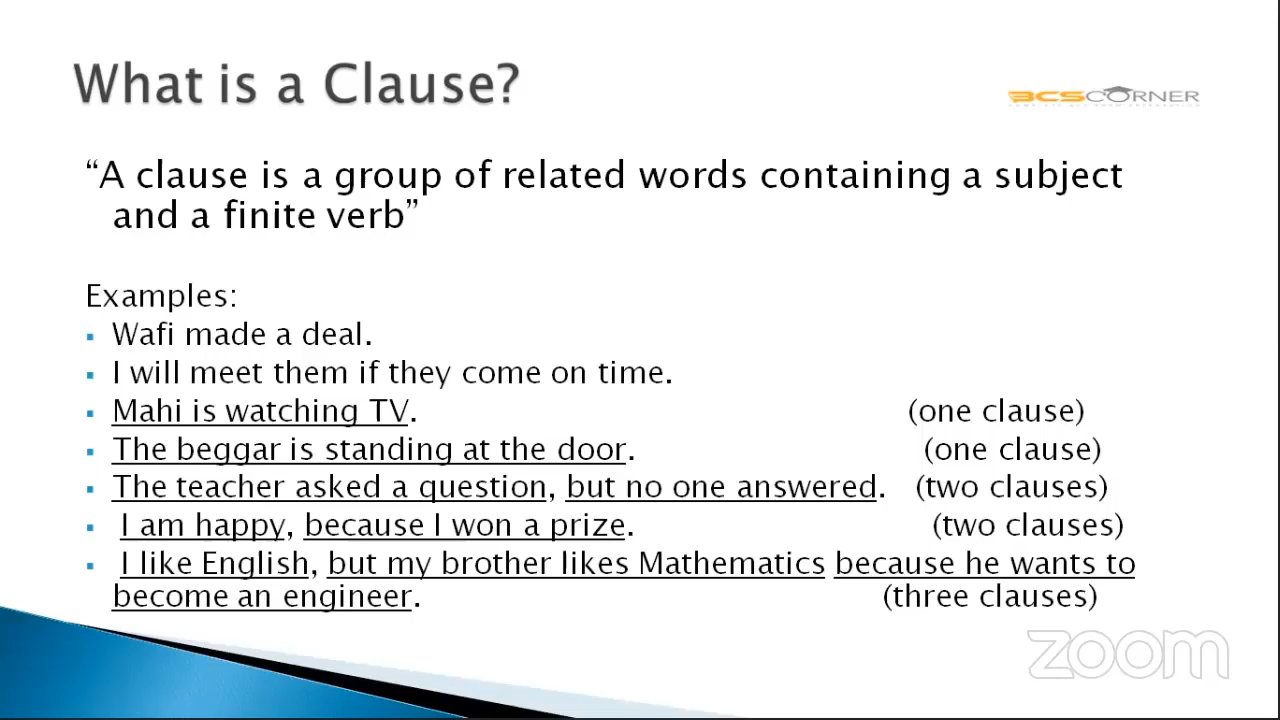 What is a Clause?
BCSCORNER
“A clause is a group of related words containing a subject
and a finite verb”
Examples:
▪ Wafi made a deal.
▪ I will meet them if they come on time.
▪ Mahi is watching TV. (one clause)
▪ The beggar is standing at the door. (one clause)
▪ The teacher asked a question, but no one answered. (two clauses)
▪ I am happy, because I won a prize. (two clauses)
▪ I like English, but my brother likes Mathematics because he wants to
become an engineer. (three clauses)
zoom